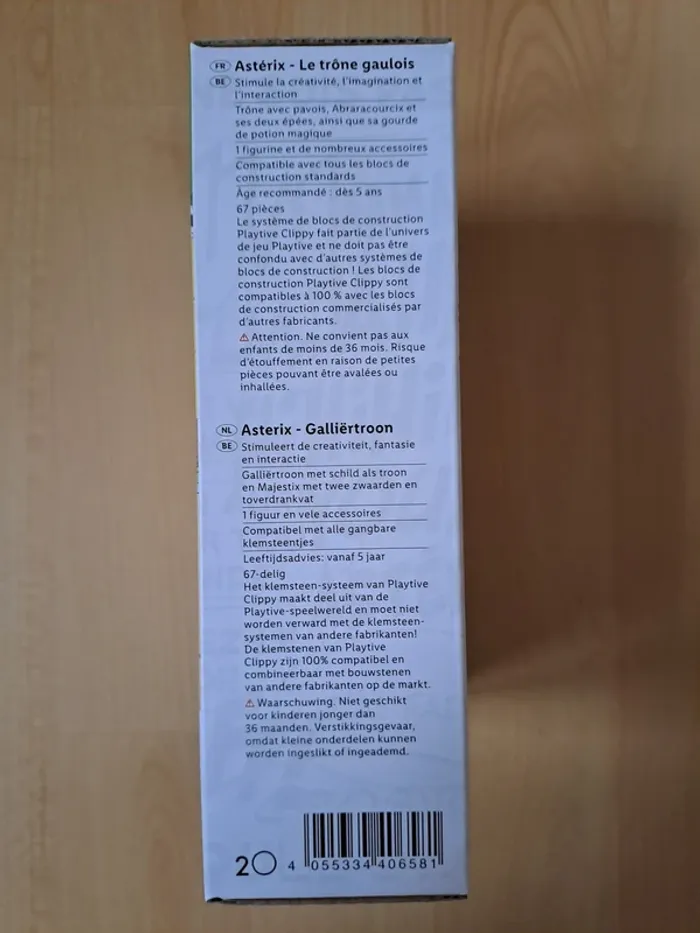 FR Astérix - Le trône gaulois
BE Stimule la créativité, l'imagination et
l'interaction
Trône avec pavois, Abraracourcix et
ses deux épées, ainsi que sa gourde
de potion magique
1 figurine et de nombreux accessoires
Compatible avec tous les blocs de
construction standards
Âge recommandé : dès 5 ans
67 pièces
Le système de blocs de construction
Playtive Clippy fait partie de l'univers
de jeu Playtive et ne doit pas être
confondu avec d'autres systèmes de
blocs de construction ! Les blocs de
construction Playtive Clippy sont
compatibles à 100 % avec les blocs
de construction commercialisés par
d'autres fabricants.
⚠ Attention. Ne convient pas aux
enfants de moins de 36 mois. Risque
d'étouffement en raison de petites
pièces pouvant être avalées ou
inhallées.
NL Asterix - Galliërtroon
BE Stimuleert de creativiteit, fantasie
en interactie
Galliërtroon met schild als troon
en Majestix met twee zwaarden en
toverdrankvat
1 figuur en vele accessoires
Compatibel met alle gangbare
klemsteentjes
Leeftijdsadvies: vanaf 5 jaar
67-delig
Het klemsteen-systeem van Playtive
Clippy maakt deel uit van de
Playtive-speelwereld en moet niet
worden verward met de klemsteen-
systemen van andere fabrikanten!
De klemstenen van Playtive
Clippy zijn 100% compatibel en
combineerbaar met bouwstenen
van andere fabrikanten op de markt.
⚠ Waarschuwing. Niet geschikt
voor kinderen jonger dan
36 maanden. Verstikkingsgevaar,
omdat kleine onderdelen kunnen
worden ingeslikt of ingeademd.
2 4 055334 406581